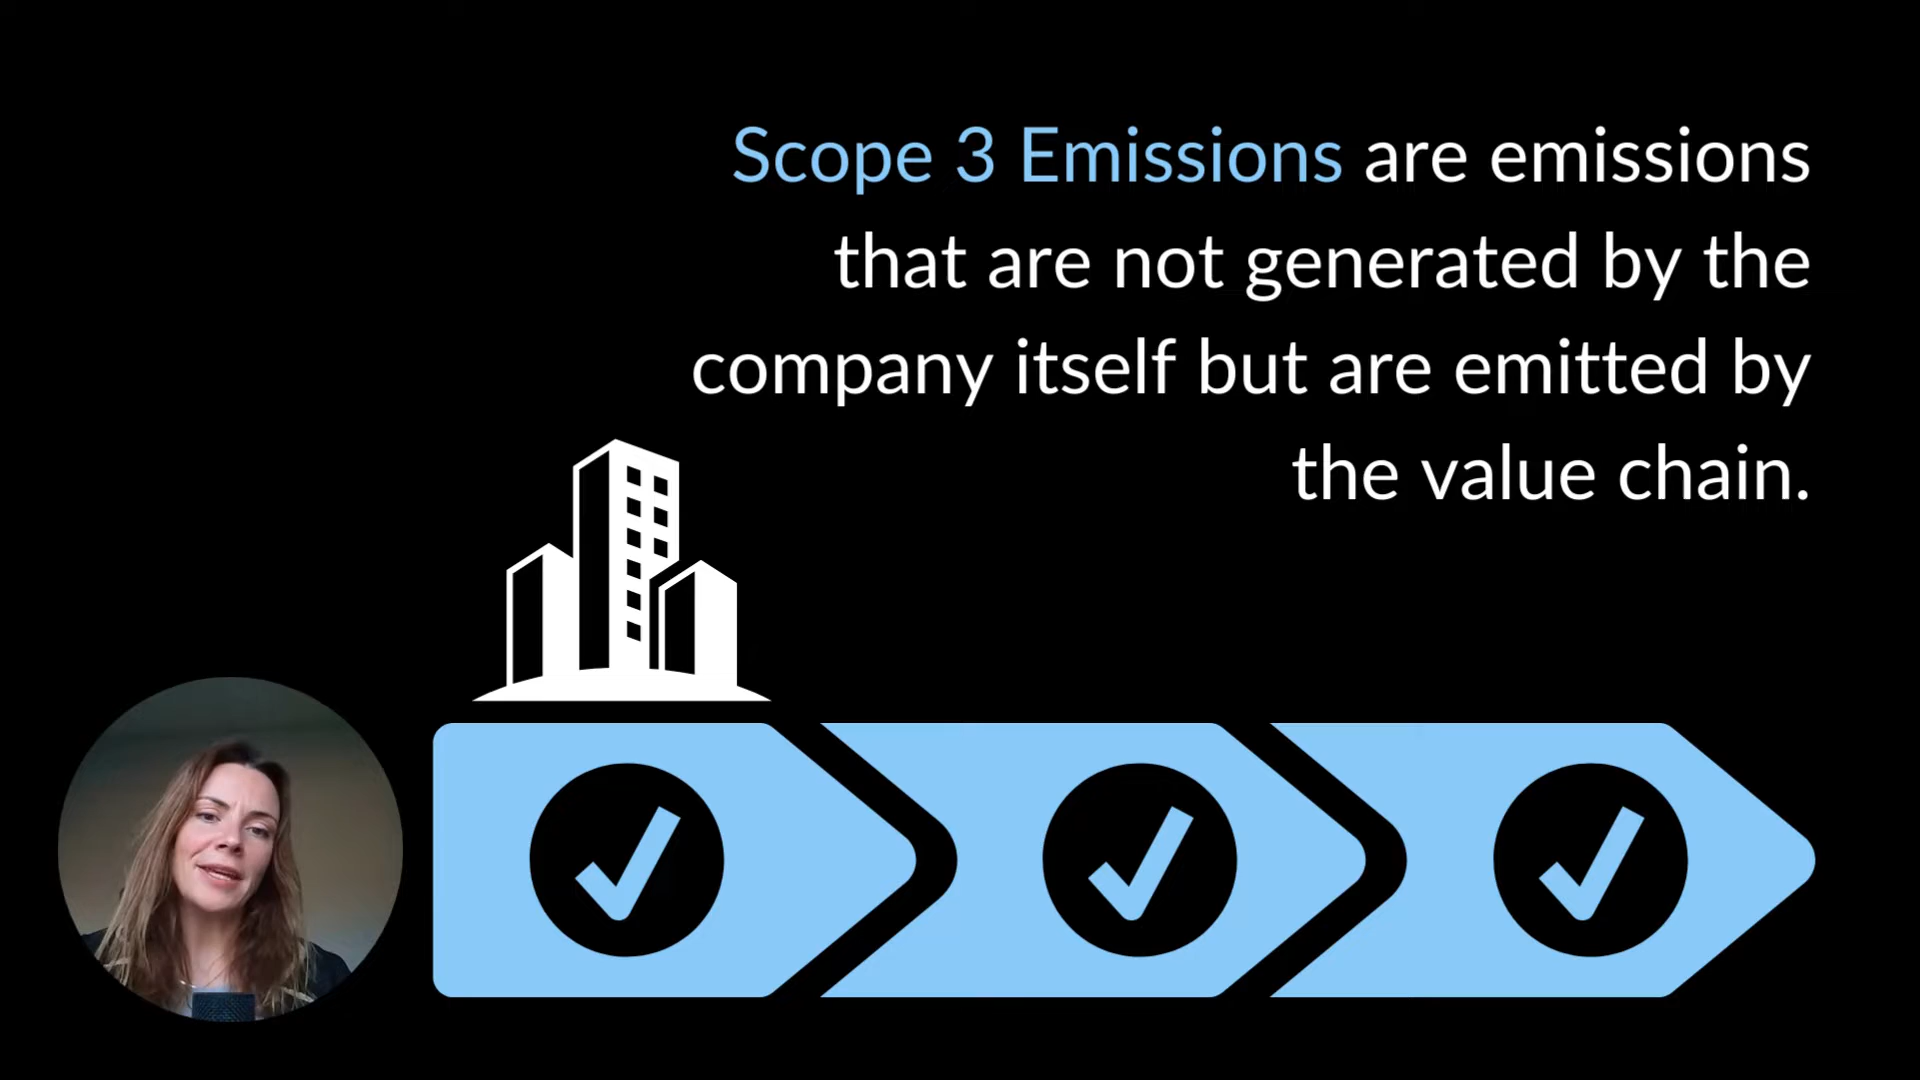 Scope 3 Emissions are emissions
that are not generated by the
company itself but are emitted by
the value chain.